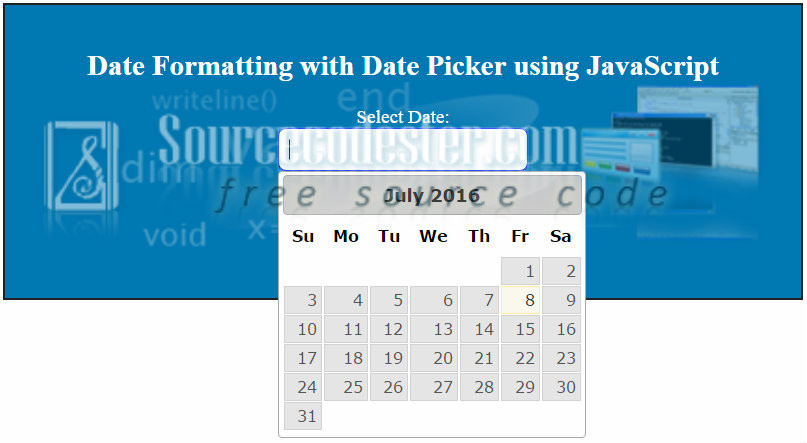 Date Formatting with Date Picker using JavaScript
writeline()
end
Select Date:
Sourcecodester.com
dim
free source code
void
x=
July 2016
Su Mo Tu We Th Fr Sa
1 2
3 4 5 6 7 8 9
10 11 12 13 14 15 16
17 18 19 20 21 22 23
24 25 26 27 28 29 30
31